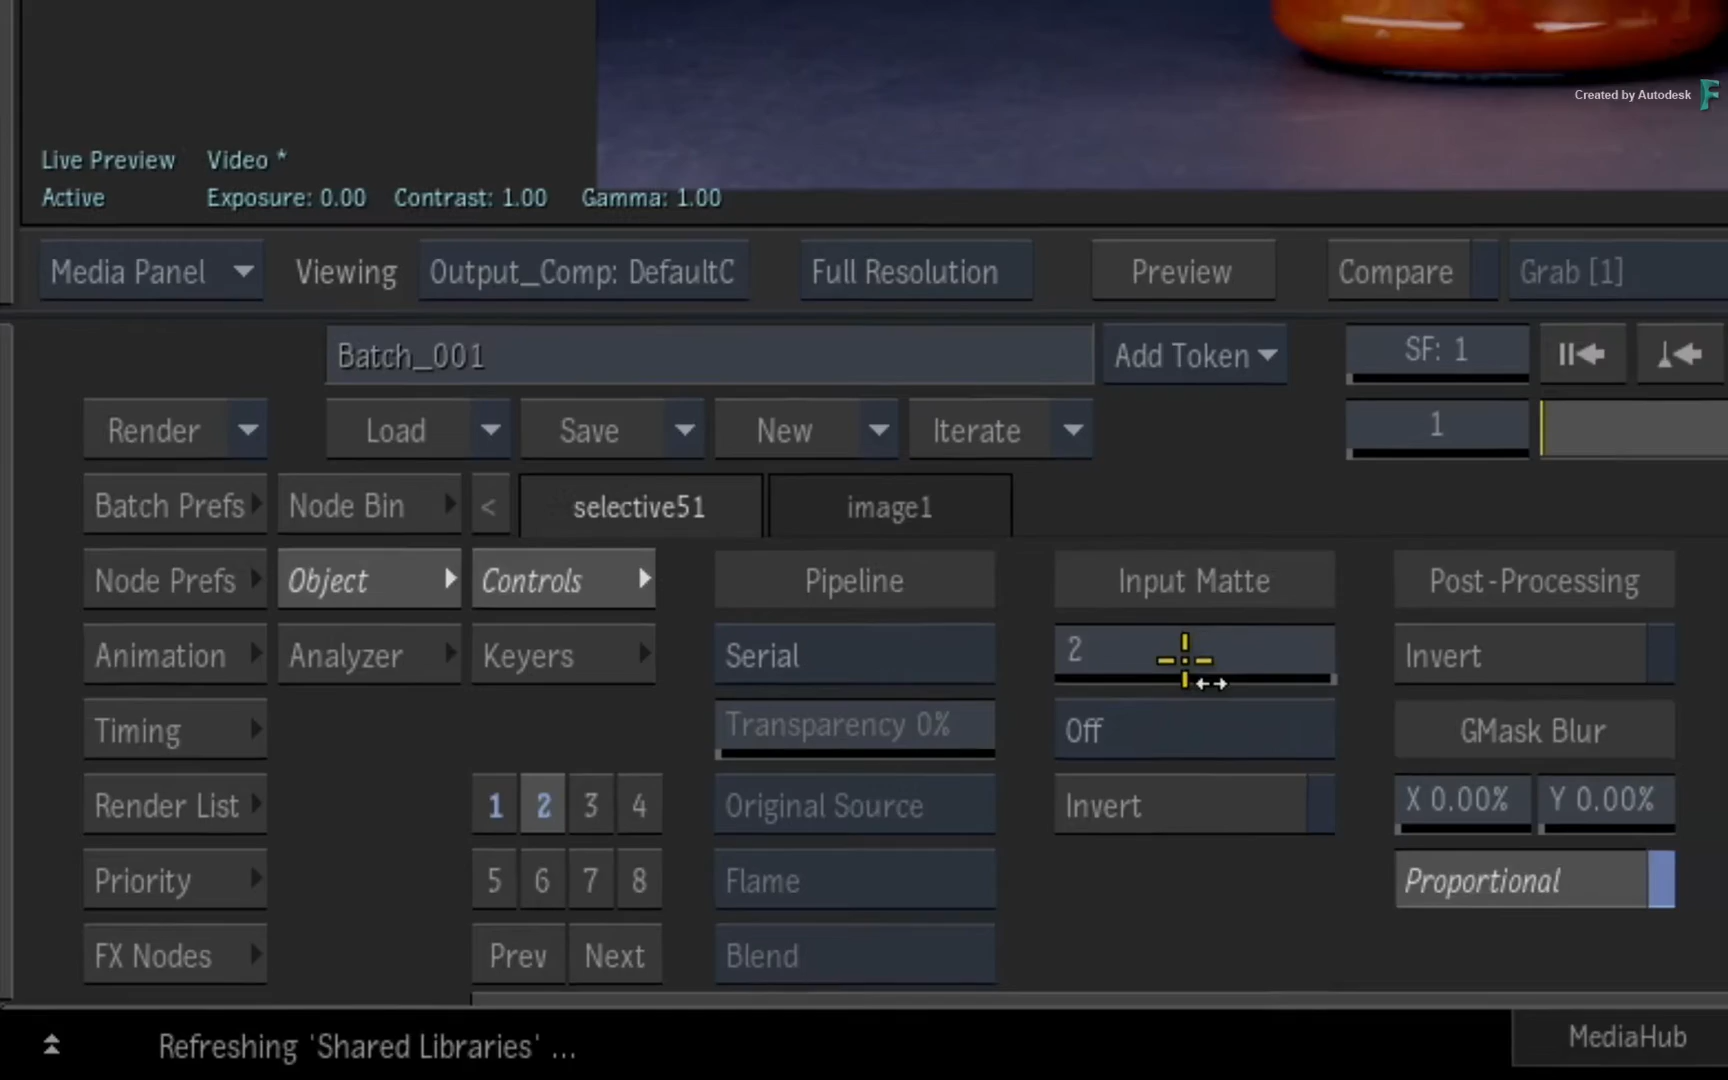 Created by Autodesk
Live Preview Video *
Active Exposure: 0.00 Contrast: 1.00 Gamma: 1.00
Media Panel Viewing Output_Comp: DefaultC Full Resolution Preview Compare Grab [1]
Batch_001 Add Token SF: 1
Render Load Save New Iterate 1
Batch Prefs Node Bin < selective51 image1
Node Prefs Object Controls Pipeline Input Matte Post-Processing
Animation Analyzer Keyers Serial 2 Invert
Timing Transparency 0% Off GMask Blur
Render List 1 2 3 4 Original Source Invert X 0.00% Y 0.00%
Priority 5 6 7 8 Flame Proportional
FX Nodes Prev Next Blend
Refreshing 'Shared Libraries' ... MediaHub